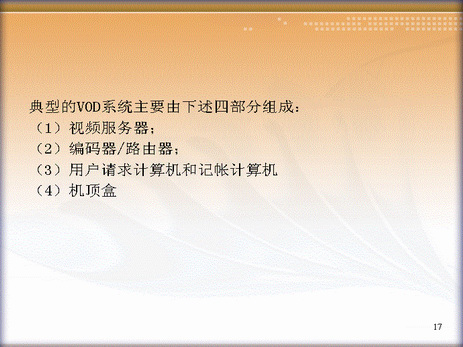 典型的VOD系统主要由下述四部分组成：
（1）视频服务器；
（2）编码器/路由器；
（3）用户请求计算机和记帐计算机
（4）机顶盒
17